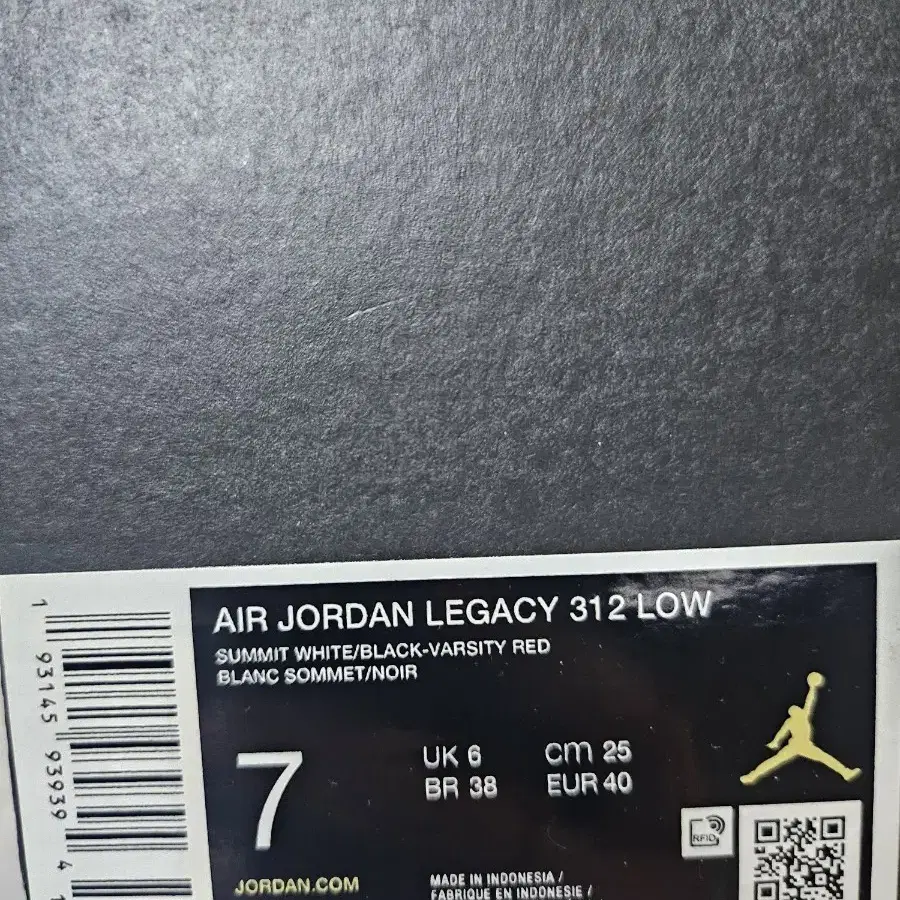 AIR JORDAN LEGACY 312 LOW
SUMMIT WHITE/BLACK-VARSITY RED
BLANC SOMMET/NOIR
7
UK 6 cm 25
BR 38 EUR 40
RFID
JORDAN.COM
MADE IN INDONESIA /
FABRIQUE EN INDONESIE /
1 93145 93939 4